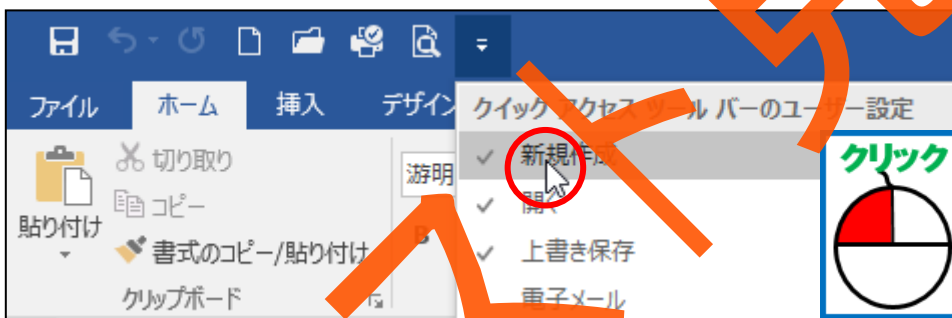 ファイル ホーム 挿入 デザイン
クイック アクセス ツール バーのユーザー設定
新規作成
クリック
切り取り
游明
開く
コピー
貼り付け
上書き保存
書式のコピー/貼り付け
B
電子メール
クリップボード